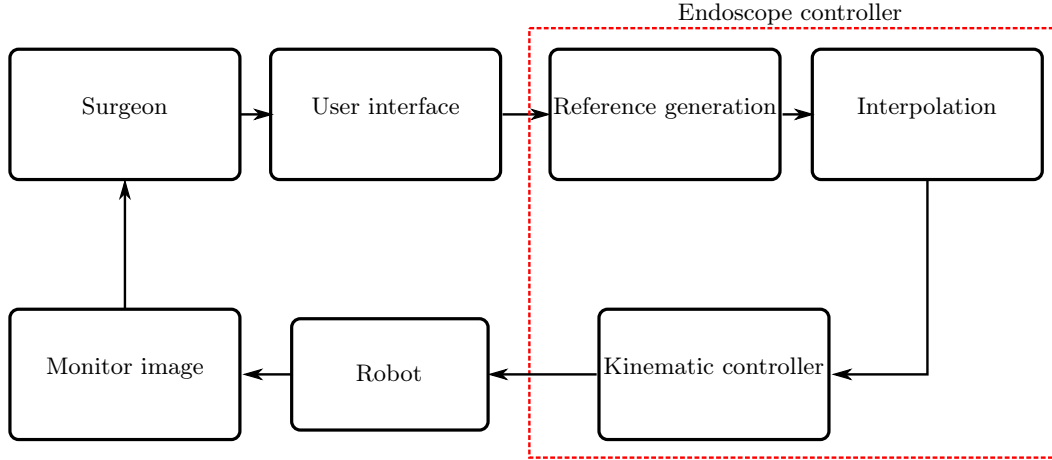 Endoscope controller
Surgeon
User interface
Reference generation
Interpolation
Monitor image
Robot
Kinematic controller